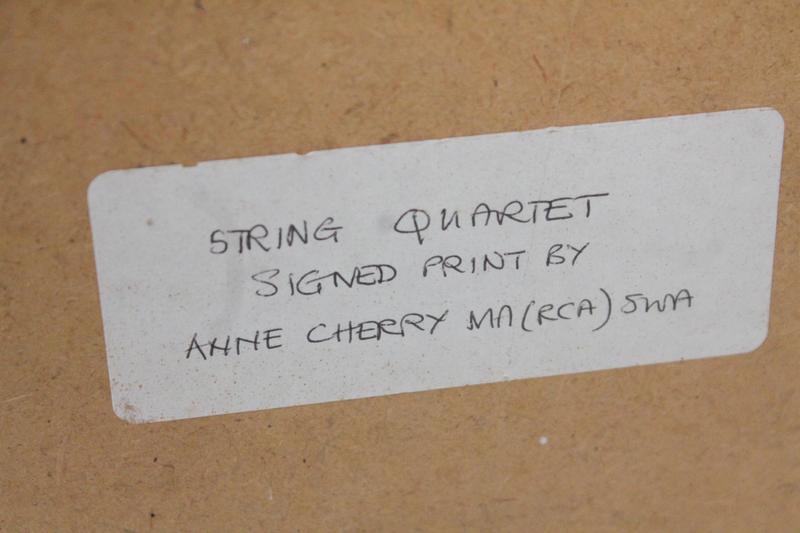 STRING QUARTET
SIGNED PRINT BY
ANNE CHERRY MA(RCA) SWA